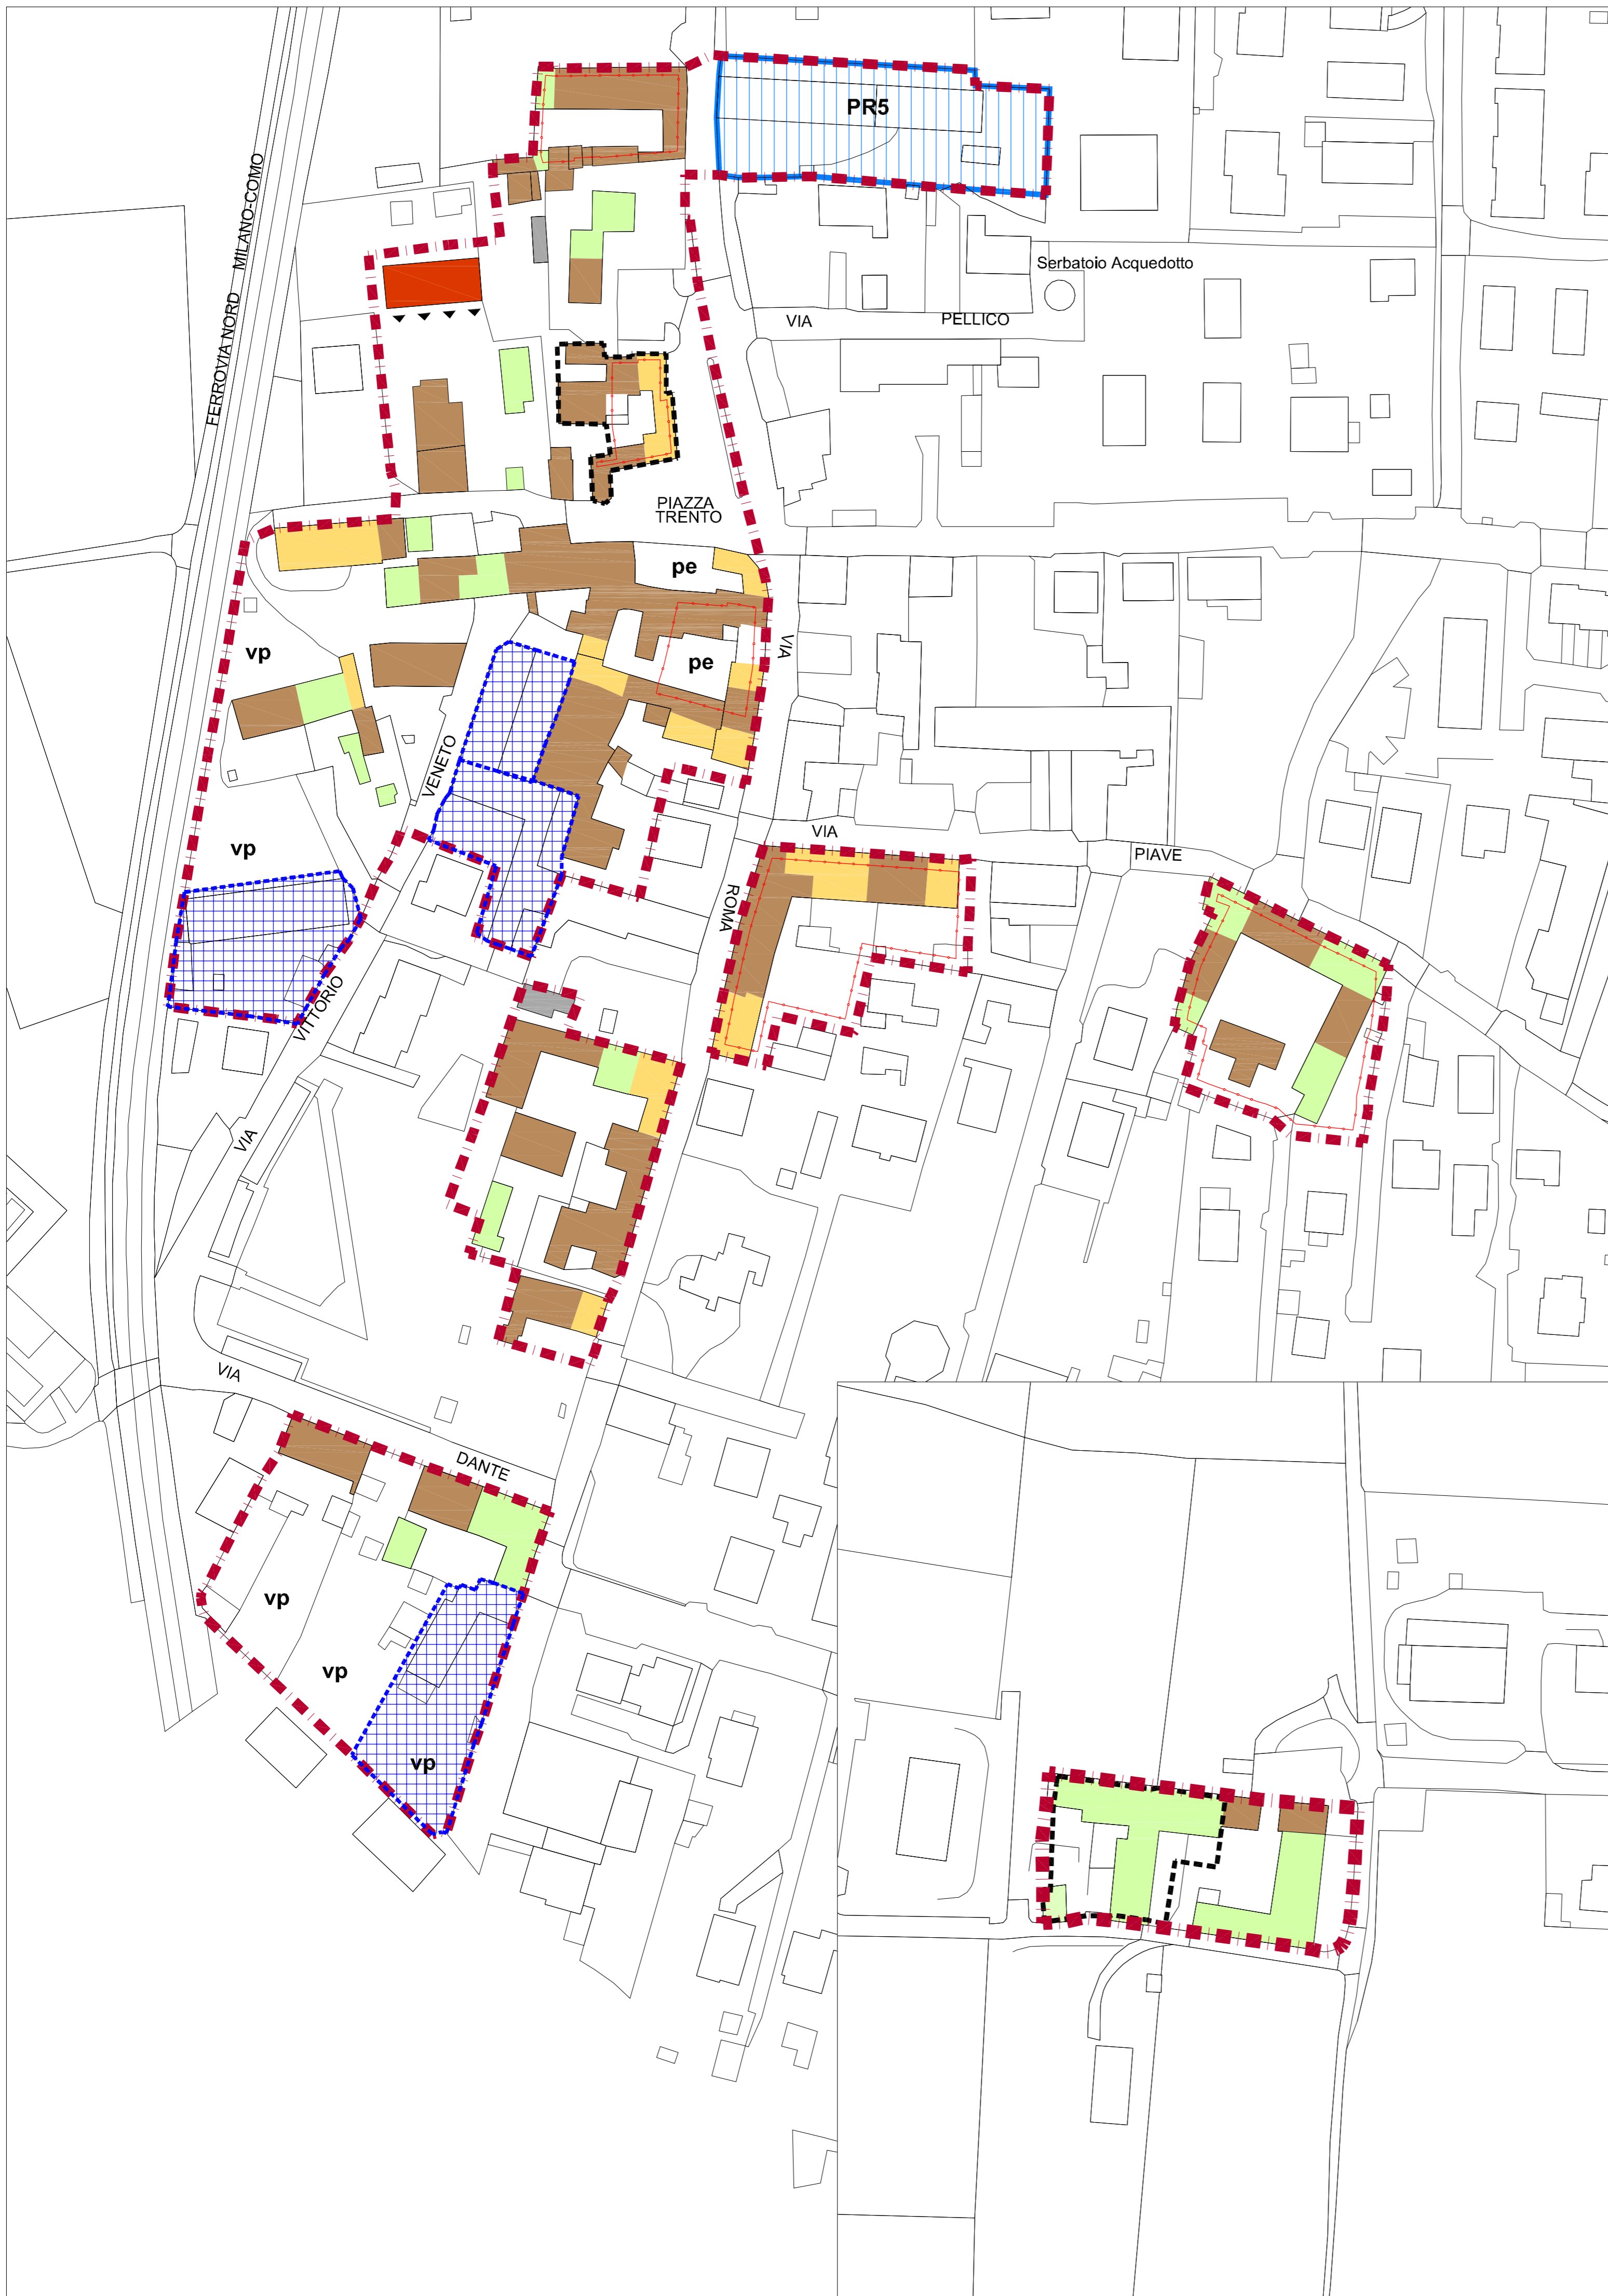 PR5
FERROVIA NORD MILANO-COMO
Serbatoio Acquedotto
VIA PELLICO
PIAZZA
TRENTO
pe
vp
VIA
pe
VENETO
VIA
PIAVE
vp
ROMA
VITTORIO
VIA
VIA
DANTE
vp
vp
vp